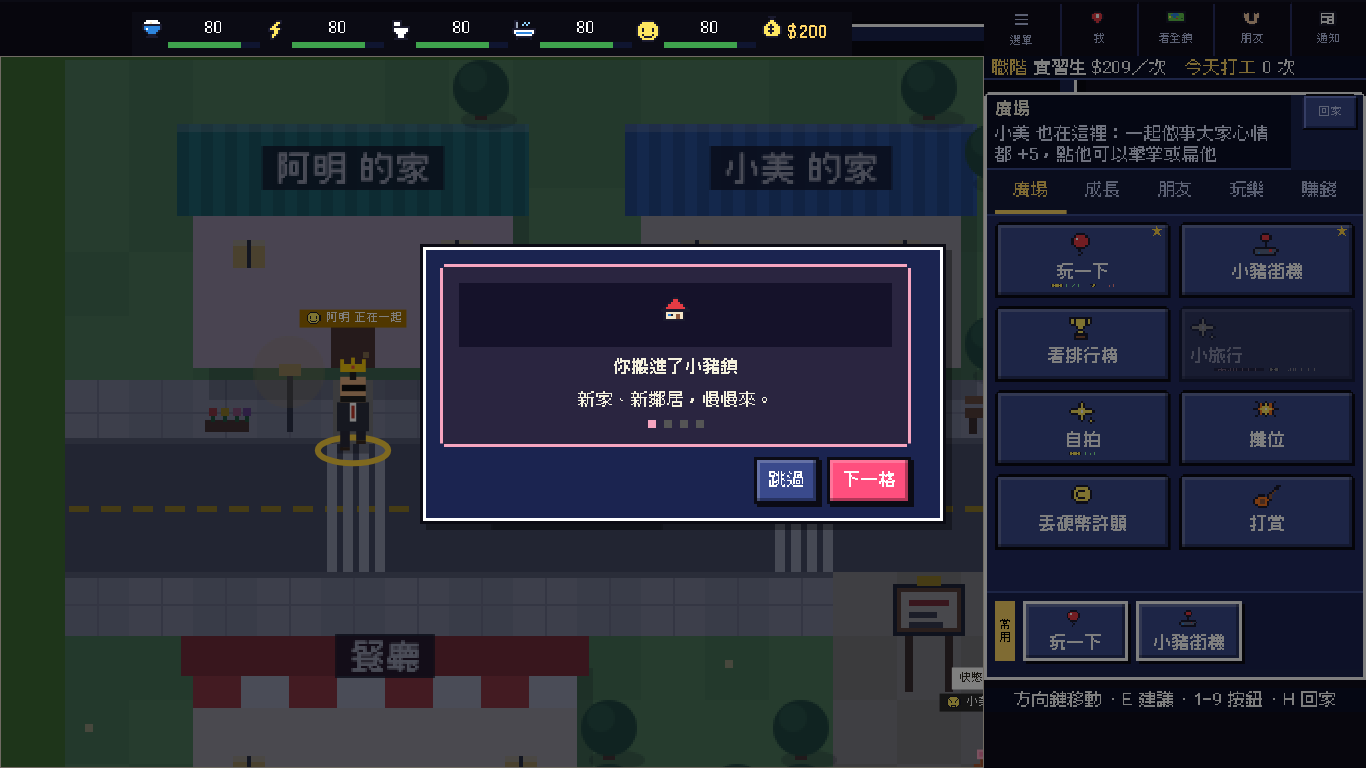 80 80 80 80 80 $200
選單 我 看全鎮 朋友 通知
職階 實習生 $209／次 今天打工 0 次
廣場
回家
小美 也在這裡：一起做事大家心情
都 +5，點他可以擊掌或扁他
廣場 成長 朋友 玩樂 賺錢
玩一下 小豬街機
看排行榜 小旅行
自拍 攤位
丟硬幣許願 打賞
常用
玩一下 小豬街機
方向鍵移動 · E 建議 · 1-9 按鈕 · H 回家
阿明 的家
小美 的家
阿明 正在一起
你搬進了小豬鎮
新家、新鄰居，慢慢來。
跳過 下一格
餐廳